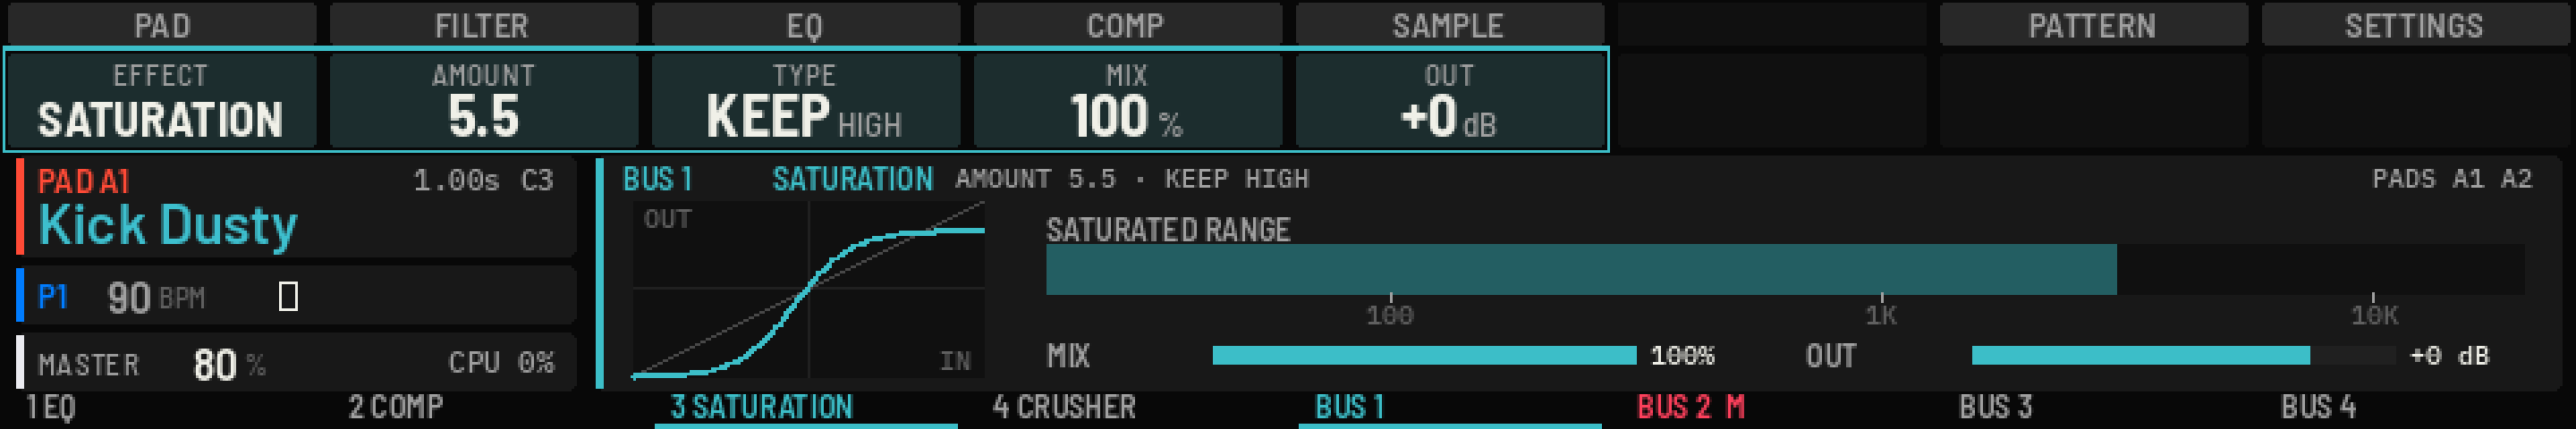 PAD FILTER EQ COMP SAMPLE PATTERN SETTINGS
EFFECT AMOUNT TYPE MIX OUT
SATURATION 5.5 KEEP HIGH 100 % +0 dB
PAD A1 1.00s C3
Kick Dusty
P1 90 BPM
MASTER 80 % CPU 0%
BUS 1 SATURATION AMOUNT 5.5 · KEEP HIGH PADS A1 A2
OUT
IN
SATURATED RANGE
100 1K 10K
MIX 100% OUT +0 dB
1 EQ 2 COMP 3 SATURATION 4 CRUSHER BUS 1 BUS 2 M BUS 3 BUS 4